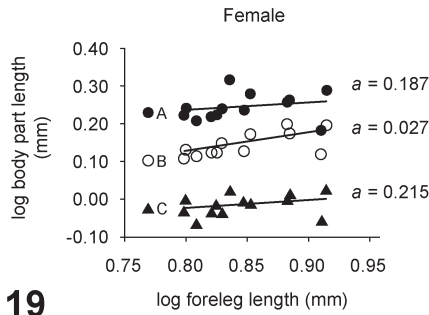 Female
log body part length
(mm)
0.40
0.30
0.20
0.10
0.00
-0.10
A
B
C
a = 0.187
a = 0.027
a = 0.215
0.75 0.80 0.85 0.90 0.95
log foreleg length (mm)
19